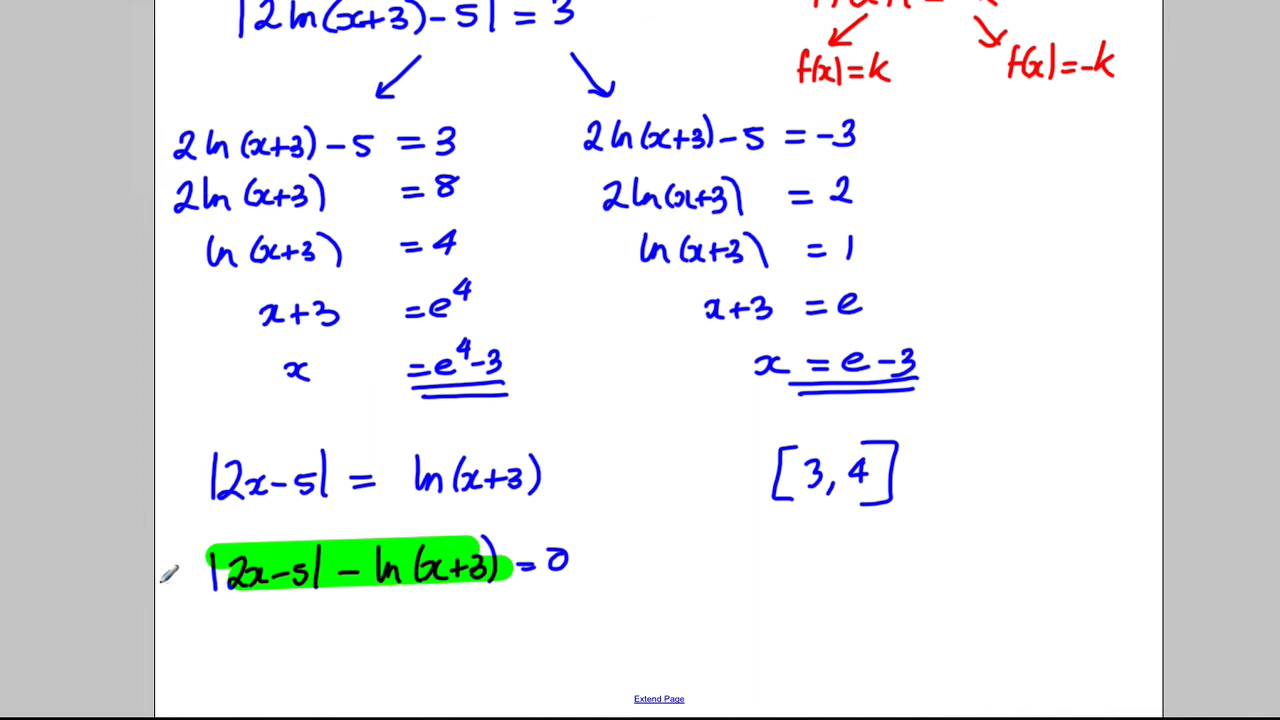 |2ln(x+3)-5| = 3
f(x)=k
f(x)=-k
2ln(x+3)-5 = 3
2ln(x+3) = 8
ln(x+3) = 4
x+3 = e⁴
x = e⁴-3
2ln(x+3)-5 = -3
2ln(x+3) = 2
ln(x+3) = 1
x+3 = e
x = e-3
|2x-5| = ln(x+3)
[3,4]
|2x-5| - ln(x+3) = 0
Extend Page